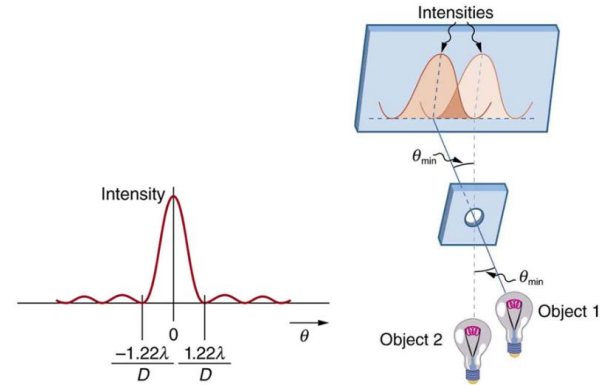 Intensity
0
θ
−1.22λ
D
1.22λ
D
Intensities
θmin
θmin
Object 1
Object 2